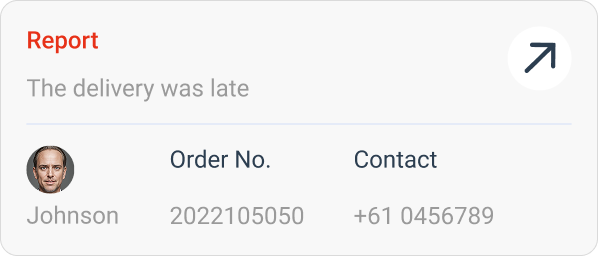 Report
The delivery was late
Order No.
Contact
Johnson
2022105050
+61 0456789